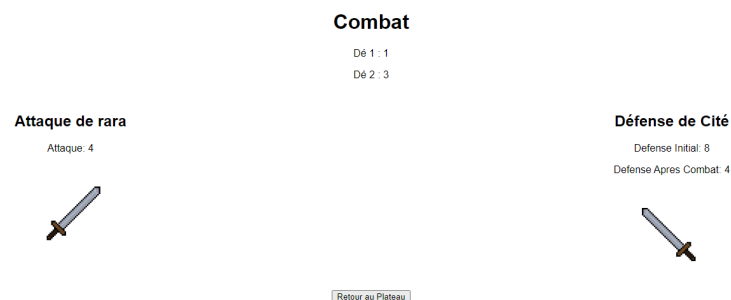 Combat
Dé 1 : 1
Dé 2 : 3
Attaque de rara
Attaque: 4
Défense de Cité
Defense Initial: 8
Defense Apres Combat: 4
Retour au Plateau